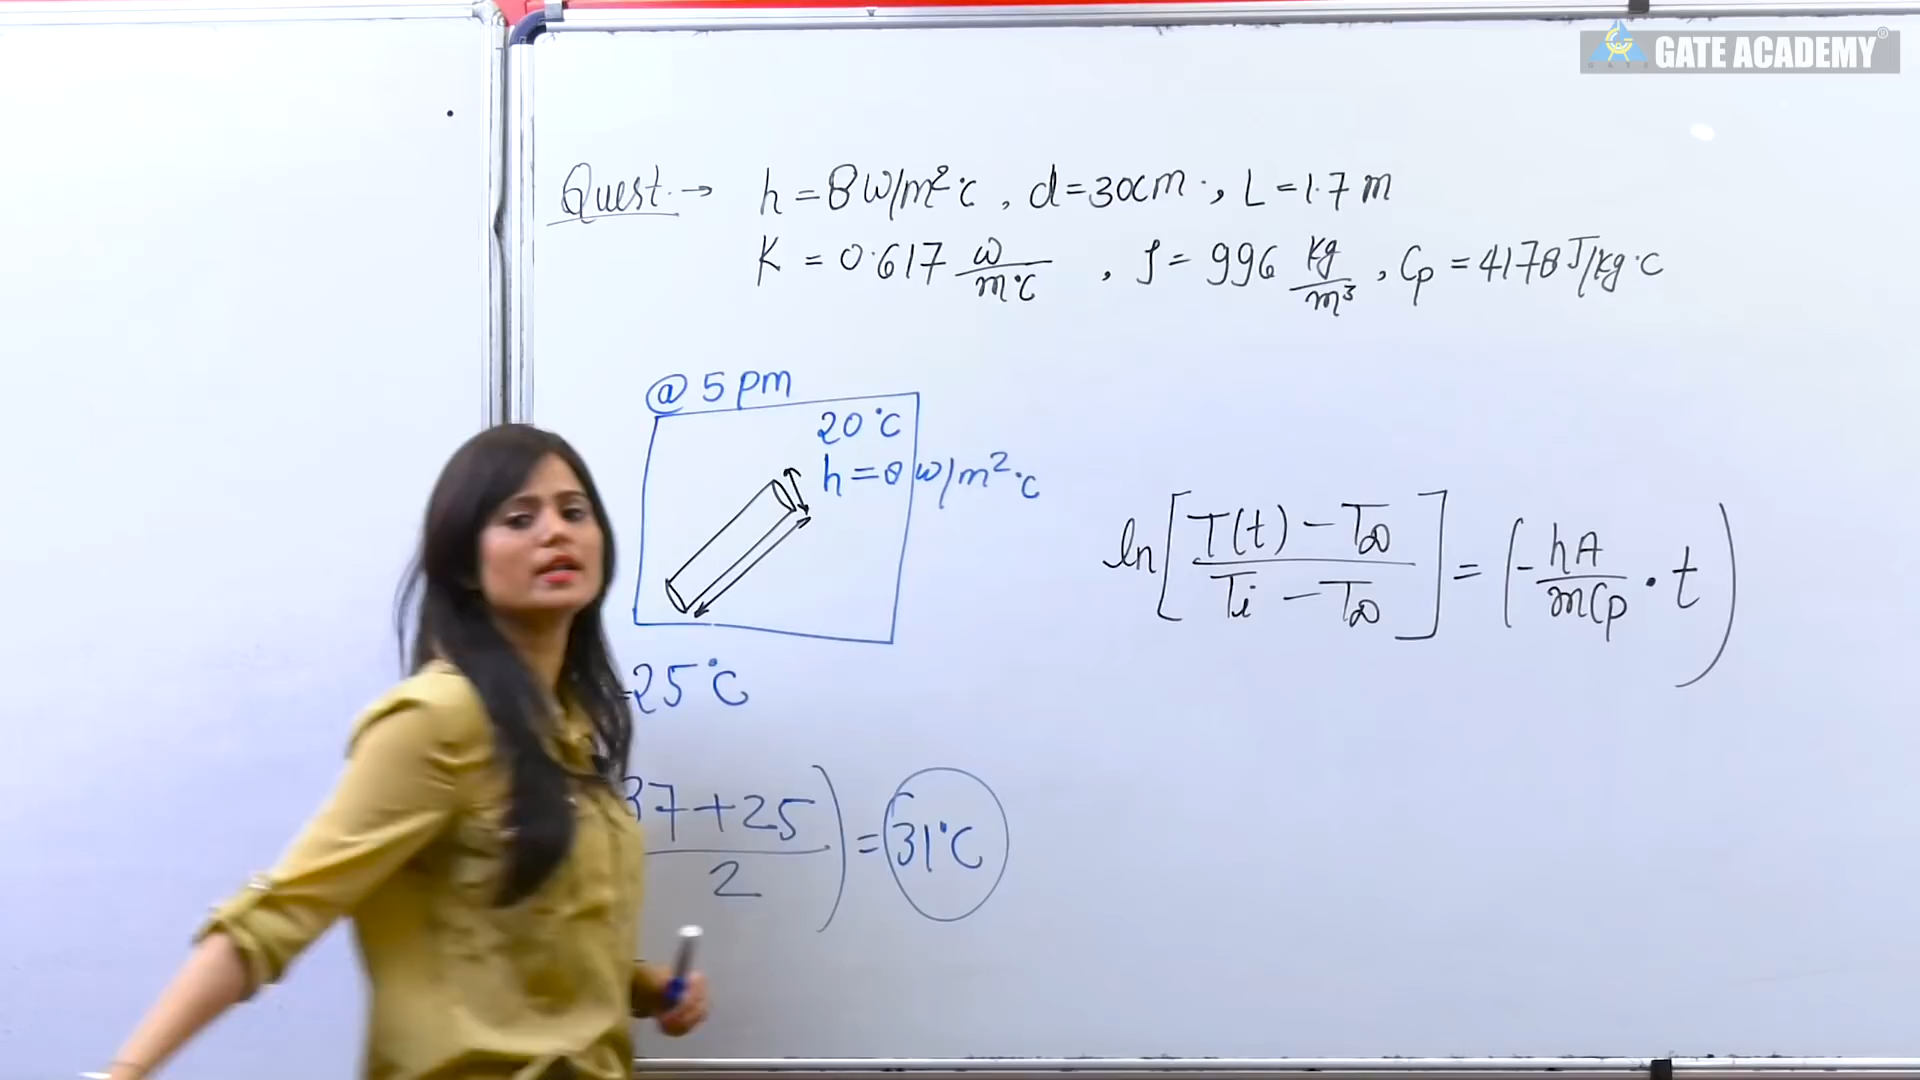 GATE ACADEMY®
Quest. → h = 8 W/m²°C , d = 30cm ., L = 1.7 m
K = 0.617 W/m°C , ρ = 996 kg/m³ , Cp = 4178 J/kg°C
@ 5 pm
20°C
h = 8 W/m²°C
ln[T(t) - T∞ / Ti - T∞] = (- hA/mCp · t)
=25°C
37+25 / 2) = 31°C